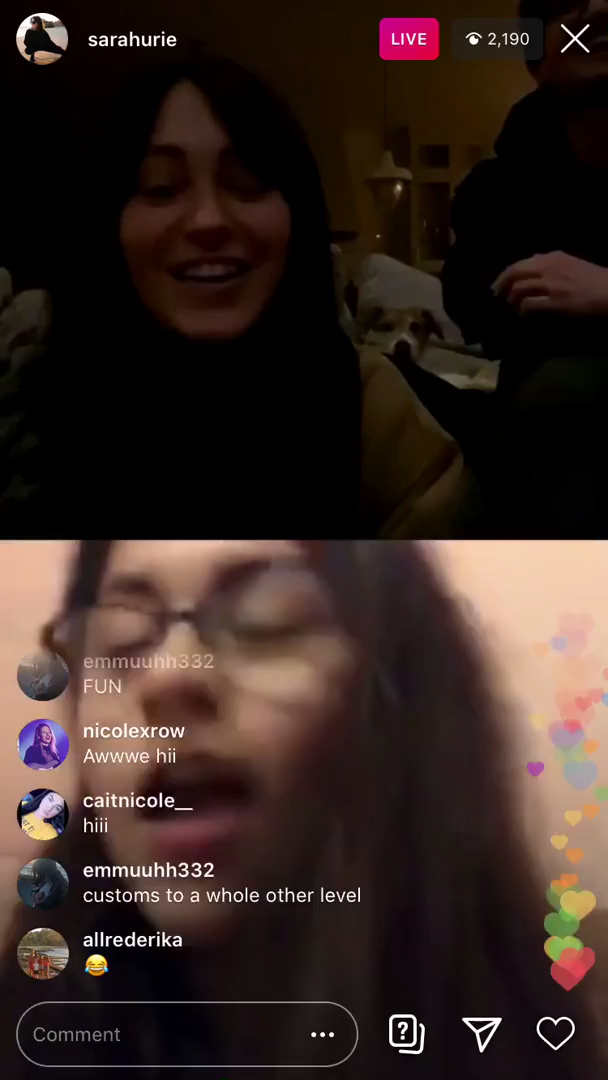 sarahurie
LIVE
2,190
emmuuhh332
FUN
nicolexrow
Awwwe hii
caitnicole__
hiii
emmuuhh332
customs to a whole other level
allrederika
😂
Comment
?